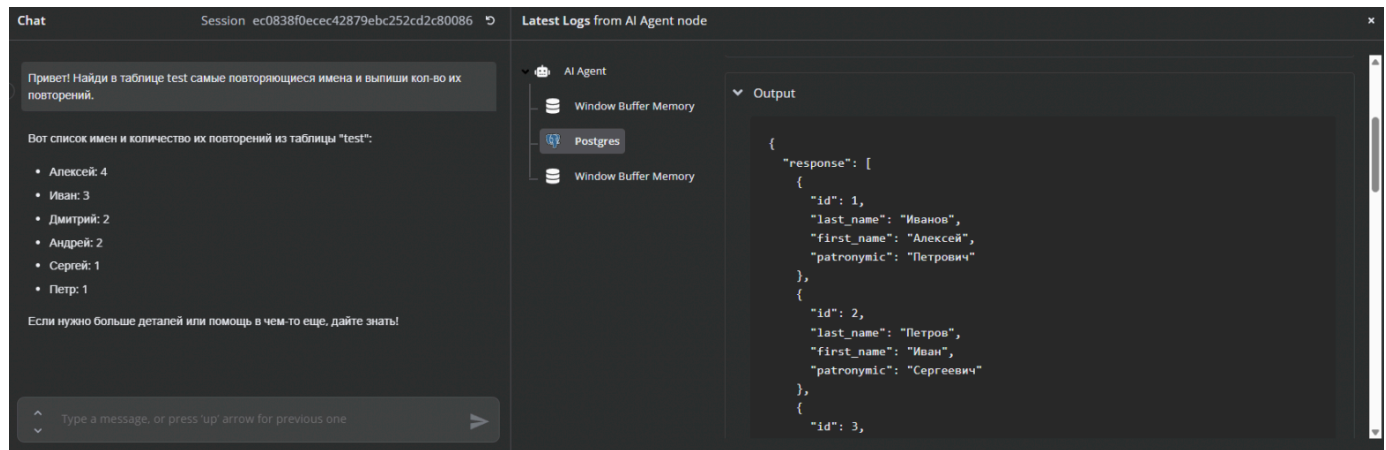 Chat
Session ec0838f0ecec42879ebc252cd2c80086
Привет! Найди в таблице test самые повторяющиеся имена и выпиши кол-во их
повторений.
Вот список имен и количество их повторений из таблицы "test":
• Алексей: 4
• Иван: 3
• Дмитрий: 2
• Андрей: 2
• Сергей: 1
• Петр: 1
Если нужно больше деталей или помощь в чем-то еще, дайте знать!
Type a message, or press 'up' arrow for previous one
Latest Logs from AI Agent node
AI Agent
Window Buffer Memory
Postgres
Window Buffer Memory
Output
{
"response": [
{
"id": 1,
"last_name": "Иванов",
"first_name": "Алексей",
"patronymic": "Петрович"
},
{
"id": 2,
"last_name": "Петров",
"first_name": "Иван",
"patronymic": "Сергеевич"
},
{
"id": 3,